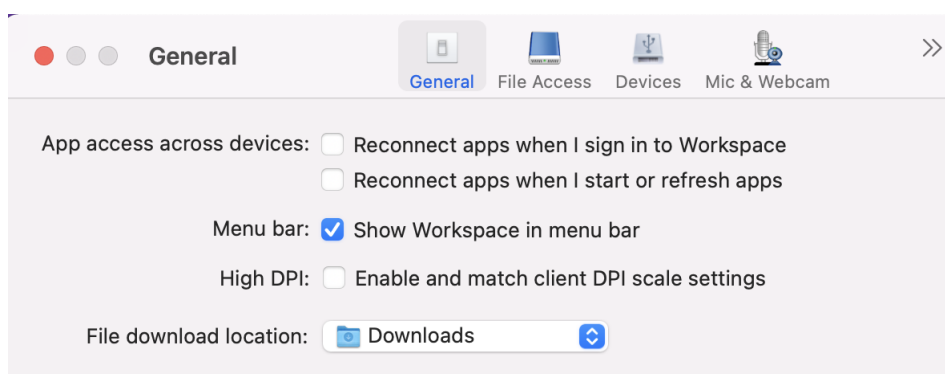 General
General File Access Devices Mic & Webcam
App access across devices: Reconnect apps when I sign in to Workspace
Reconnect apps when I start or refresh apps
Menu bar: Show Workspace in menu bar
High DPI: Enable and match client DPI scale settings
File download location: Downloads